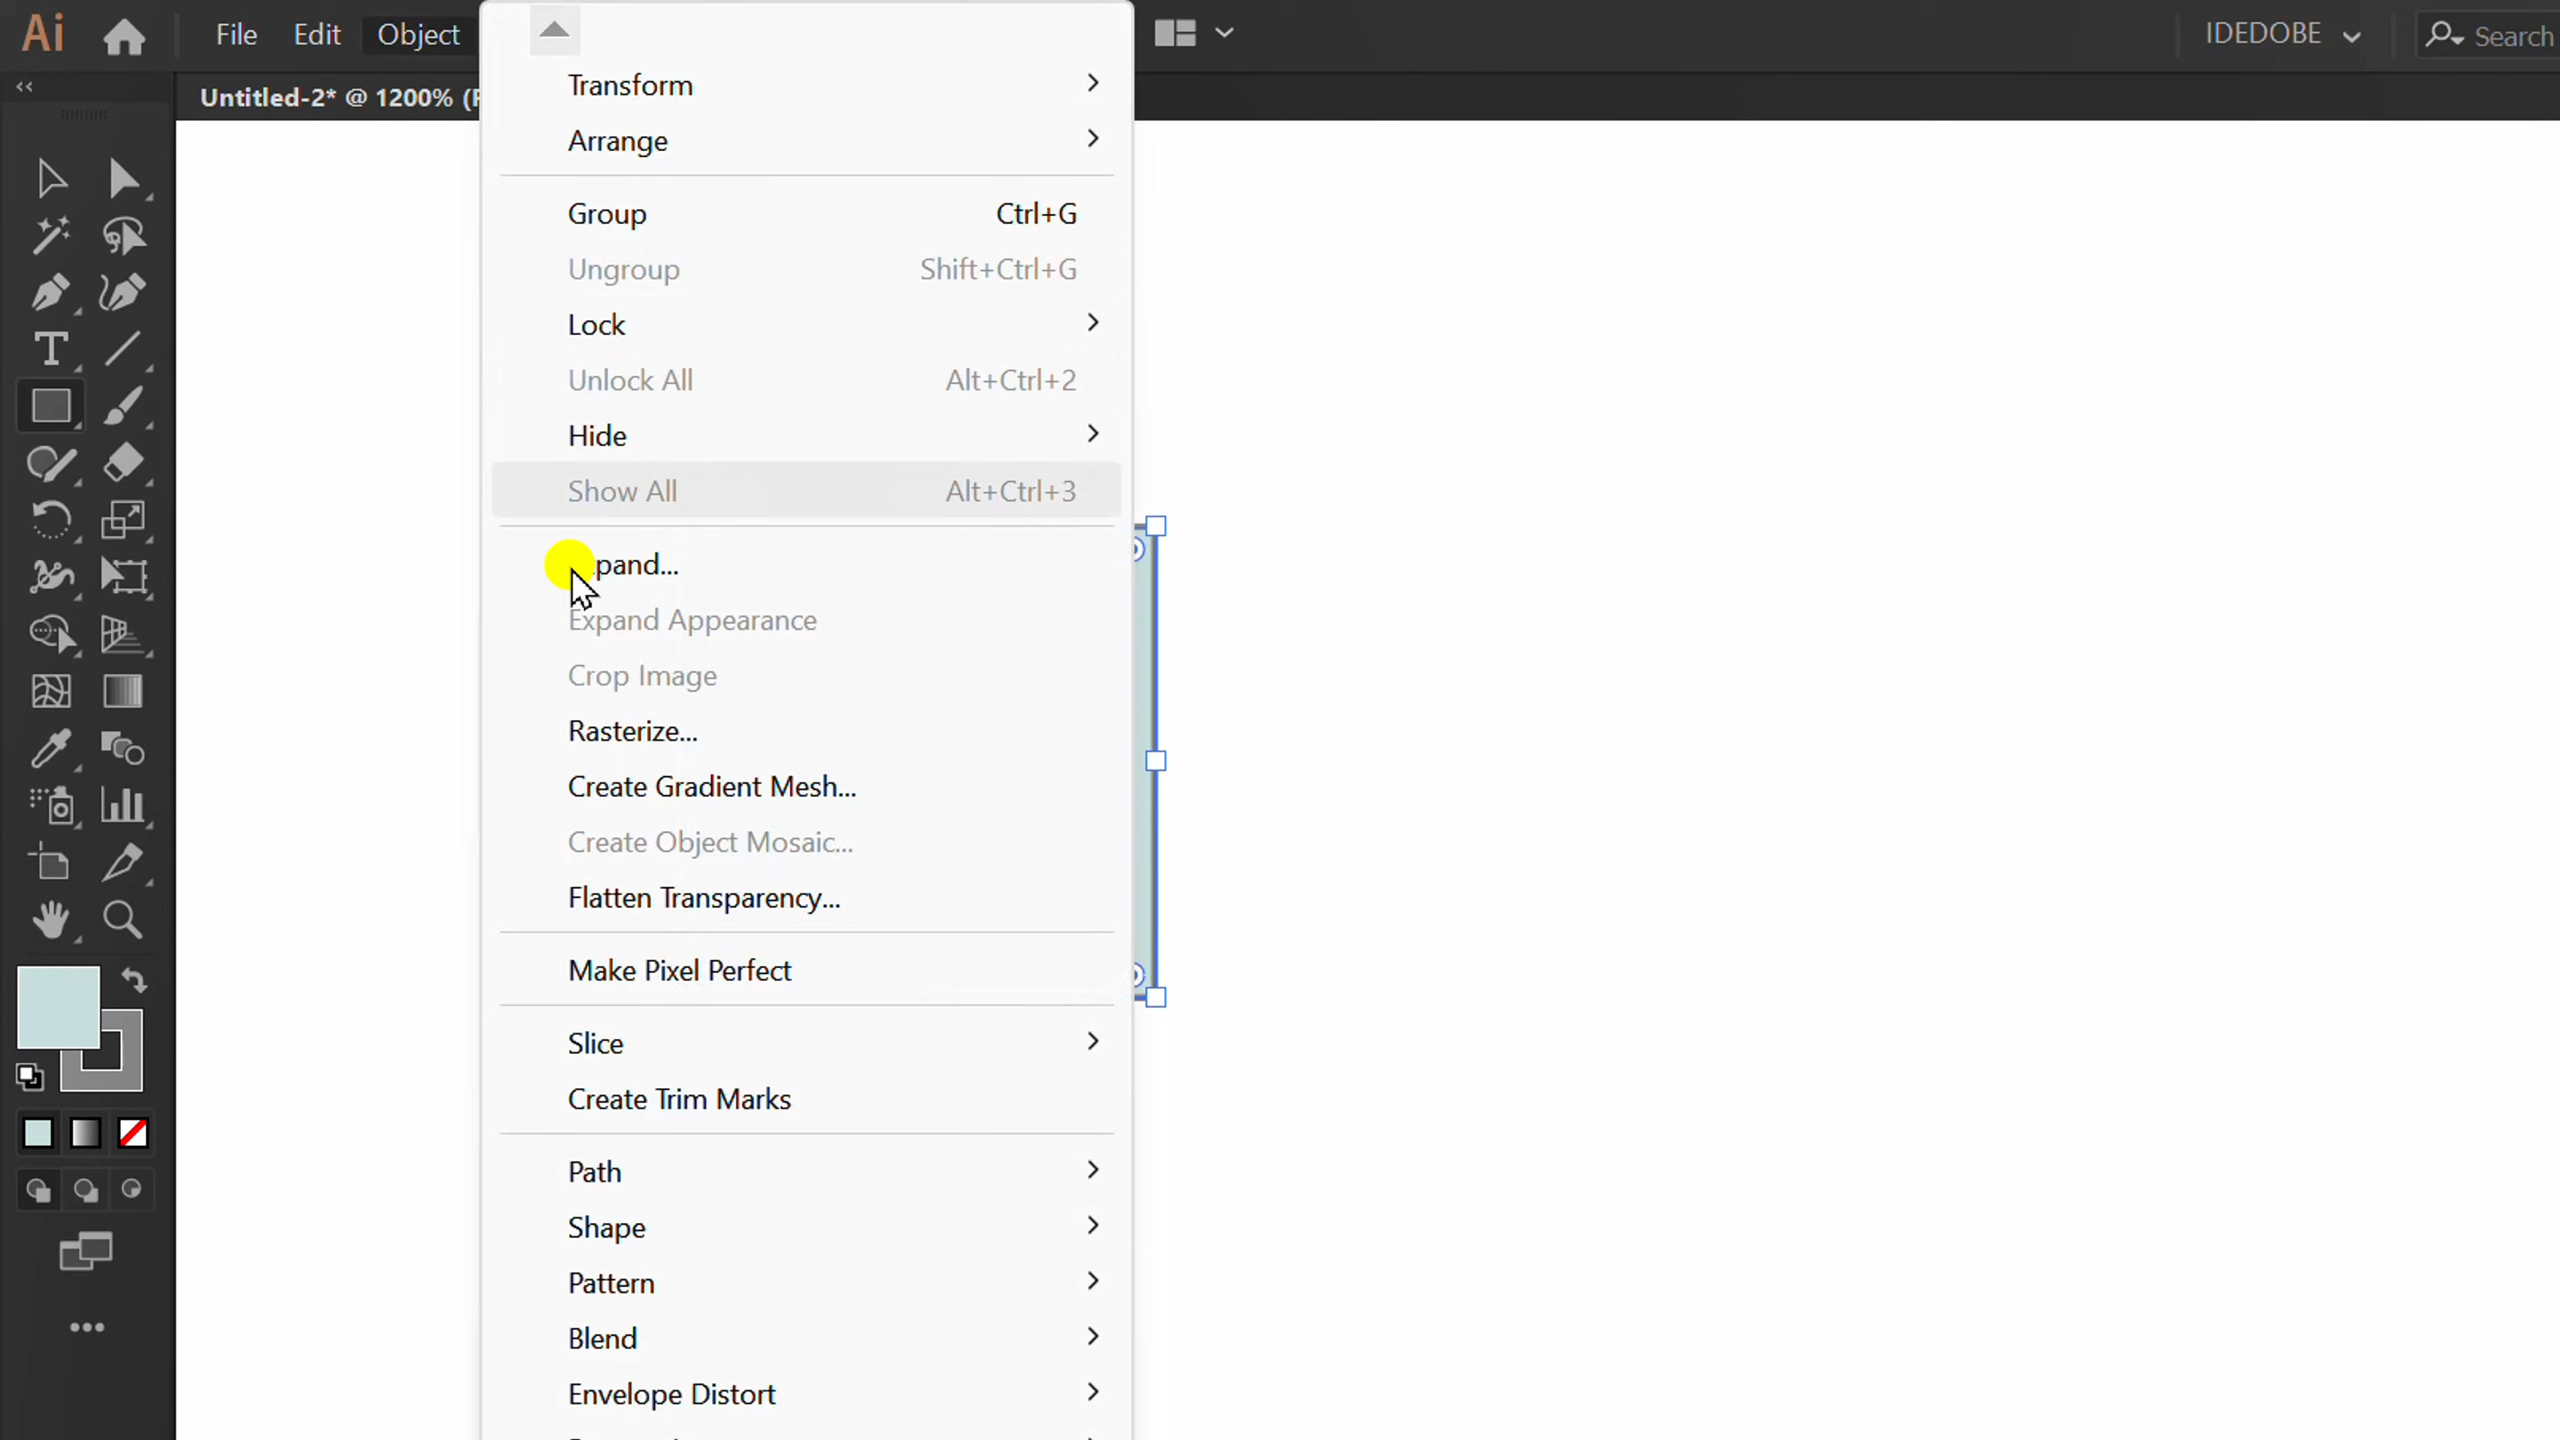 Ai File Edit Object IDEDOBE Search
Untitled-2* @ 1200%
Transform
Arrange
Group Ctrl+G
Ungroup Shift+Ctrl+G
Lock
Unlock All Alt+Ctrl+2
Hide
Show All Alt+Ctrl+3
pand...
Expand Appearance
Crop Image
Rasterize...
Create Gradient Mesh...
Create Object Mosaic...
Flatten Transparency...
Make Pixel Perfect
Slice
Create Trim Marks
Path
Shape
Pattern
Blend
Envelope Distort